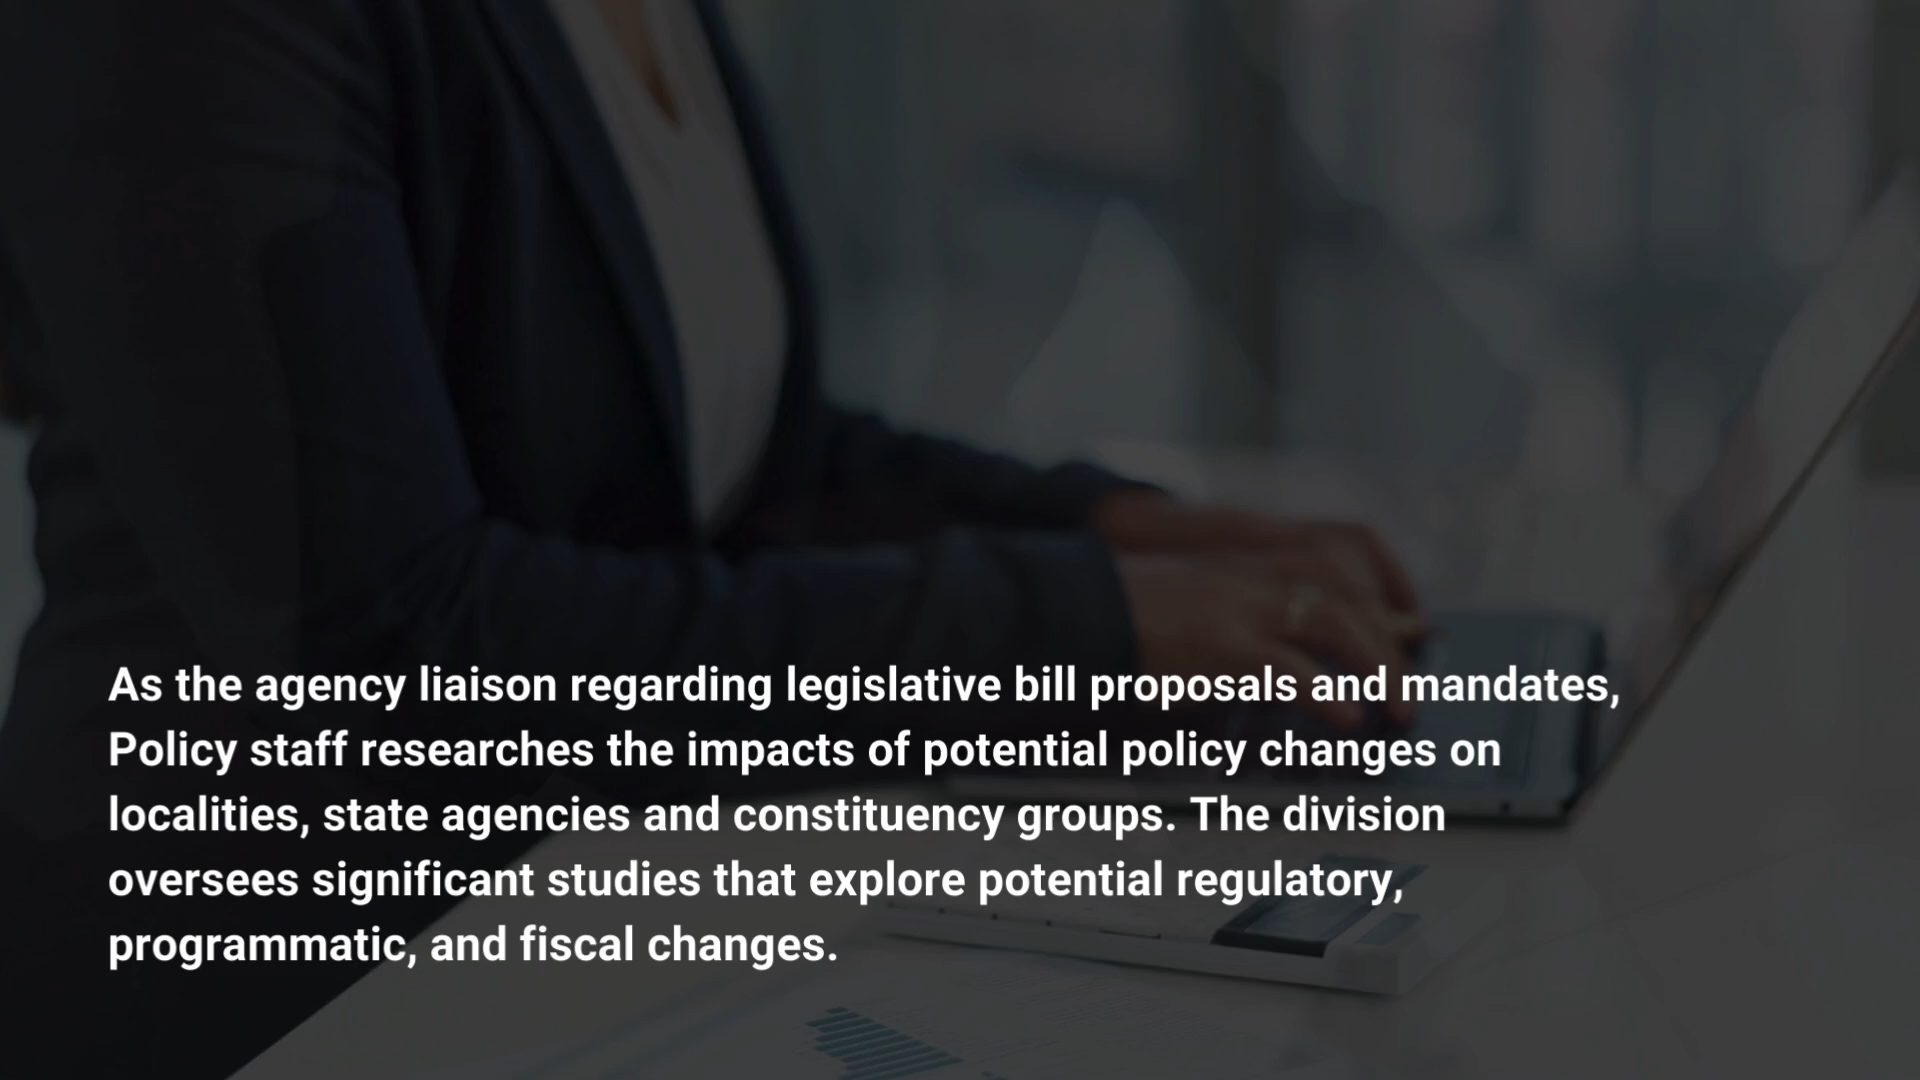 As the agency liaison regarding legislative bill proposals and mandates,
Policy staff researches the impacts of potential policy changes on
localities, state agencies and constituency groups. The division
oversees significant studies that explore potential regulatory,
programmatic, and fiscal changes.